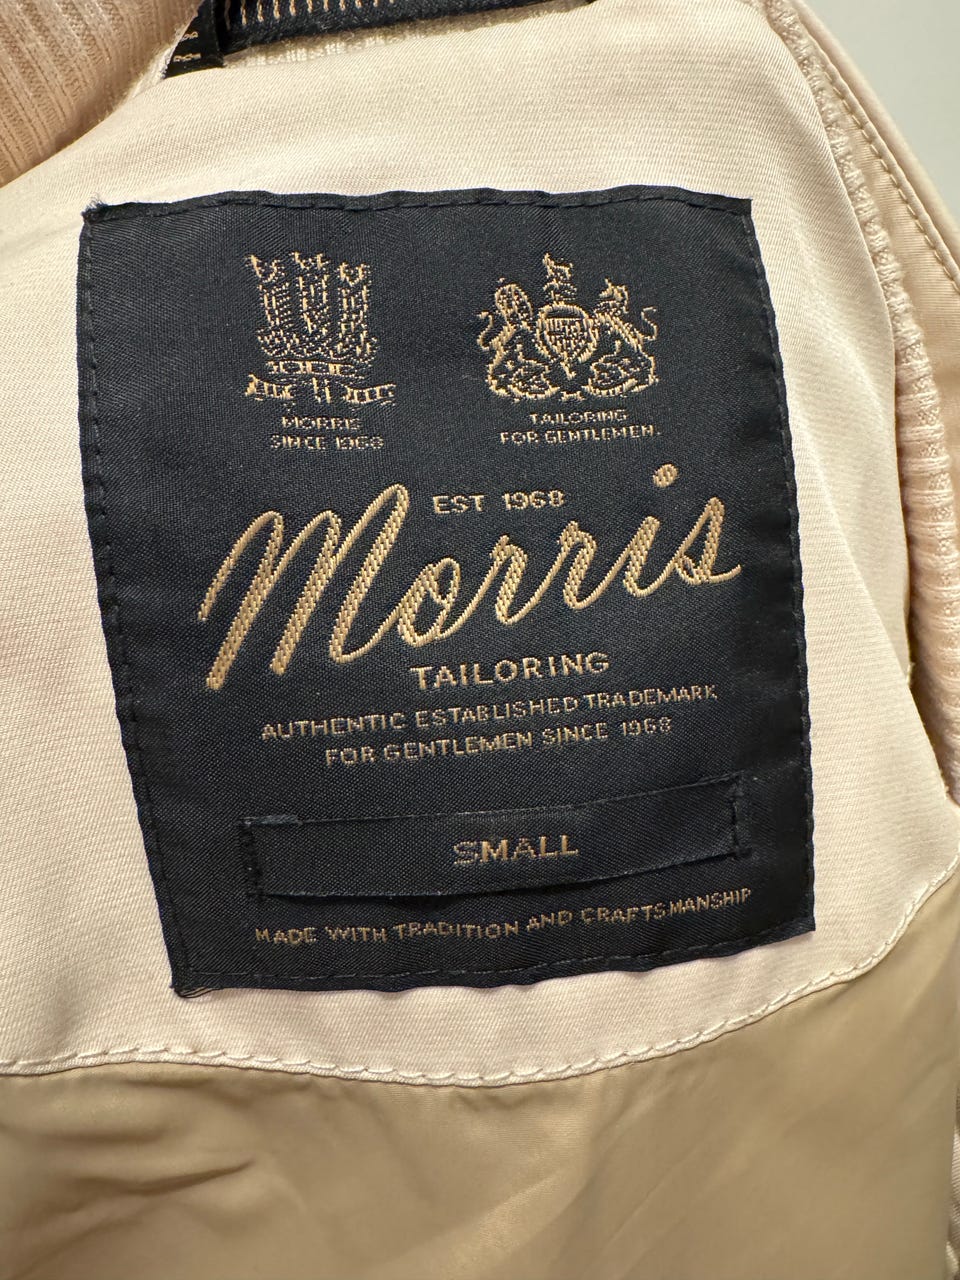 MORRIS
SINCE 1968
TAILORING
FOR GENTLEMEN.
EST 1968
Morris
TAILORING
AUTHENTIC ESTABLISHED TRADEMARK
FOR GENTLEMEN SINCE 1968
SMALL
MADE WITH TRADITION AND CRAFTSMANSHIP